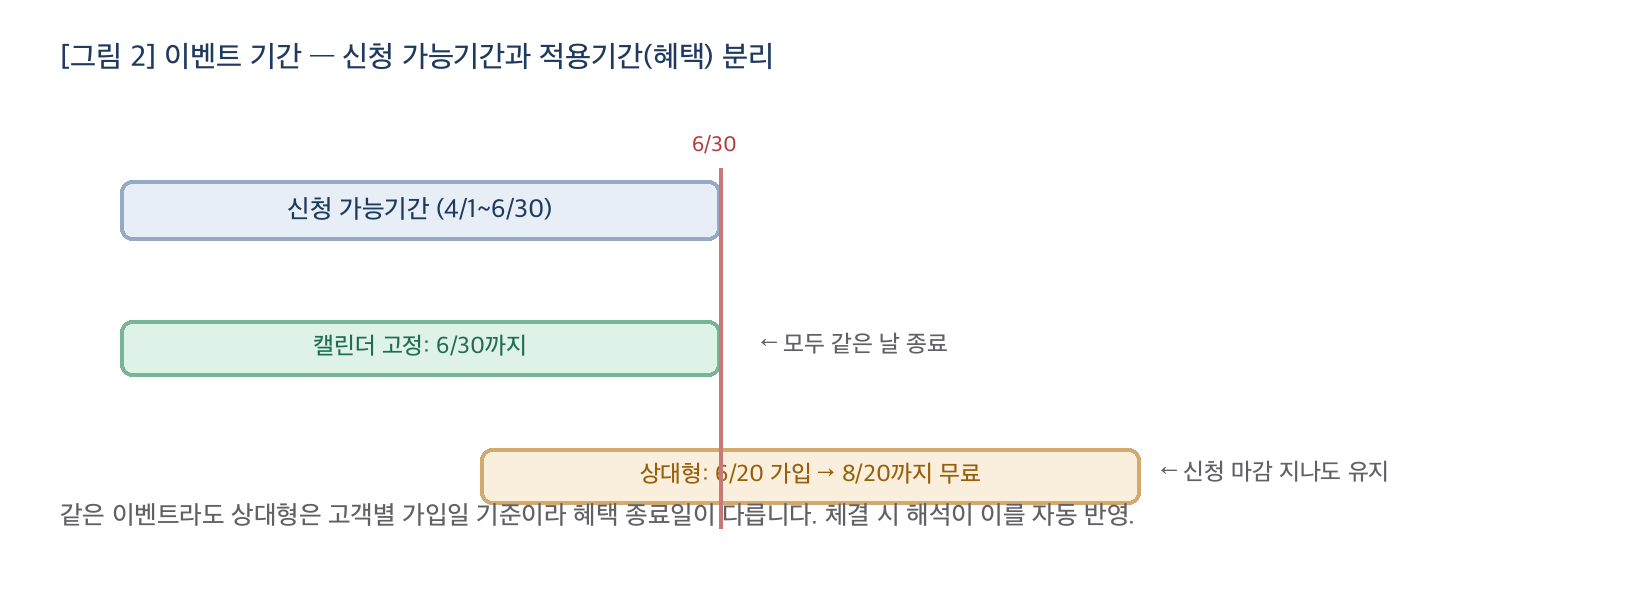 [그림 2] 이벤트 기간 — 신청 가능기간과 적용기간(혜택) 분리
6/30
신청 가능기간 (4/1~6/30)
캘린더 고정: 6/30까지
←모두 같은 날 종료
상대형: 6/20 가입→ 8/20까지 무료
←신청 마감 지나도 유지
같은 이벤트라도 상대형은 고객별 가입일 기준이라 혜택 종료일이 다릅니다. 체결 시 해석이 이를 자동 반영.